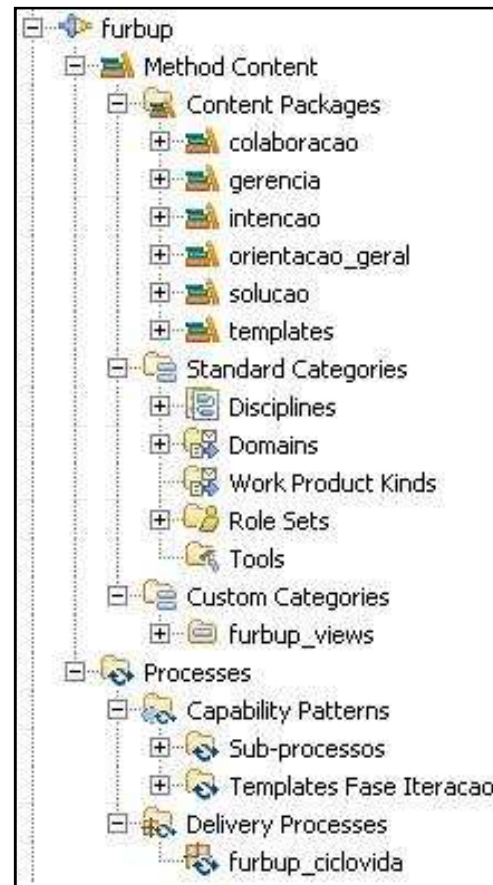 furbup
Method Content
Content Packages
colaboracao
gerencia
intencao
orientacao_geral
solucao
templates
Standard Categories
Disciplines
Domains
Work Product Kinds
Role Sets
Tools
Custom Categories
furbup_views
Processes
Capability Patterns
Sub-processos
Templates Fase Iteracao
Delivery Processes
furbup_ciclovida